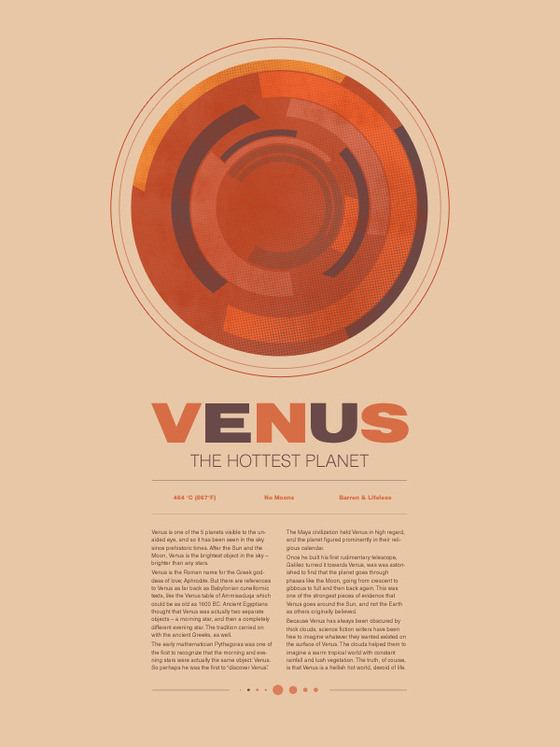 VENUS
THE HOTTEST PLANET
464 °C (867°F) No Moons Barren & Lifeless
Venus is one of the 5 planets visible to the un-
aided eye, and so it has been seen in the sky
since prehistoric times. After the Sun and the
Moon, Venus is the brightest object in the sky –
brighter than any stars.
Venus is the Roman name for the Greek god-
dess of love; Aphrodite. But there are references
to Venus as far back as Babylonian cuneiformic
texts, like the Venus table of Ammisaduqa which
could be as old as 1600 BC. Ancient Egyptians
thought that Venus was actually two separate
objects – a morning star, and then a completely
different evening star. The tradition carried on
with the ancient Greeks, as well.
The early mathematician Pythagoras was one of
the first to recognize that the morning and eve-
ning stars were actually the same object: Venus.
So perhaps he was the first to "discover Venus".
The Maya civilization held Venus in high regard,
and the planet figured prominently in their reli-
gious calendar.
Once he built his first rudimentary telescope,
Galileo turned it towards Venus, was was aston-
ished to find that the planet goes through
phases like the Moon, going from crescent to
gibbous to full and then back again. This was
one of the strongest pieces of evidence that
Venus goes around the Sun, and not the Earth
as others originally believed.
Because Venus has always been obscured by
thick clouds, science fiction writers have been
free to imagine whatever they wanted existed on
the surface of Venus. The clouds helped them to
imagine a warm tropical world with constant
rainfall and lush vegetation. The truth, of course,
is that Venus is a hellish hot world, devoid of life.